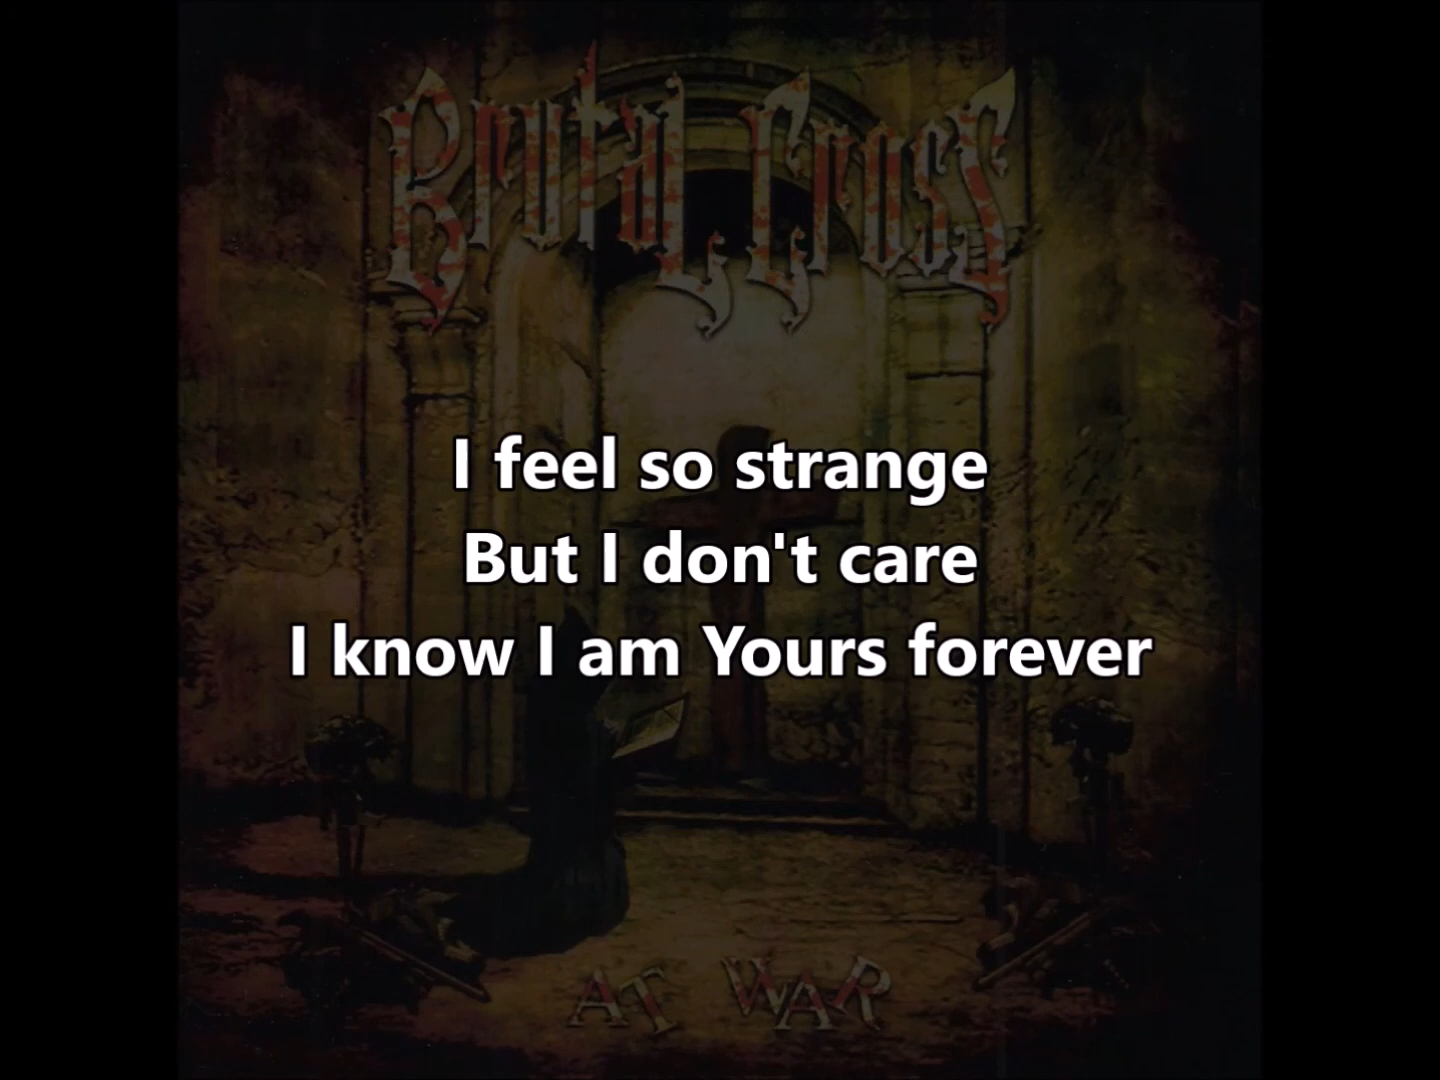 Brutal Cross
I feel so strange
But I don't care
I know I am Yours forever
AT WAR